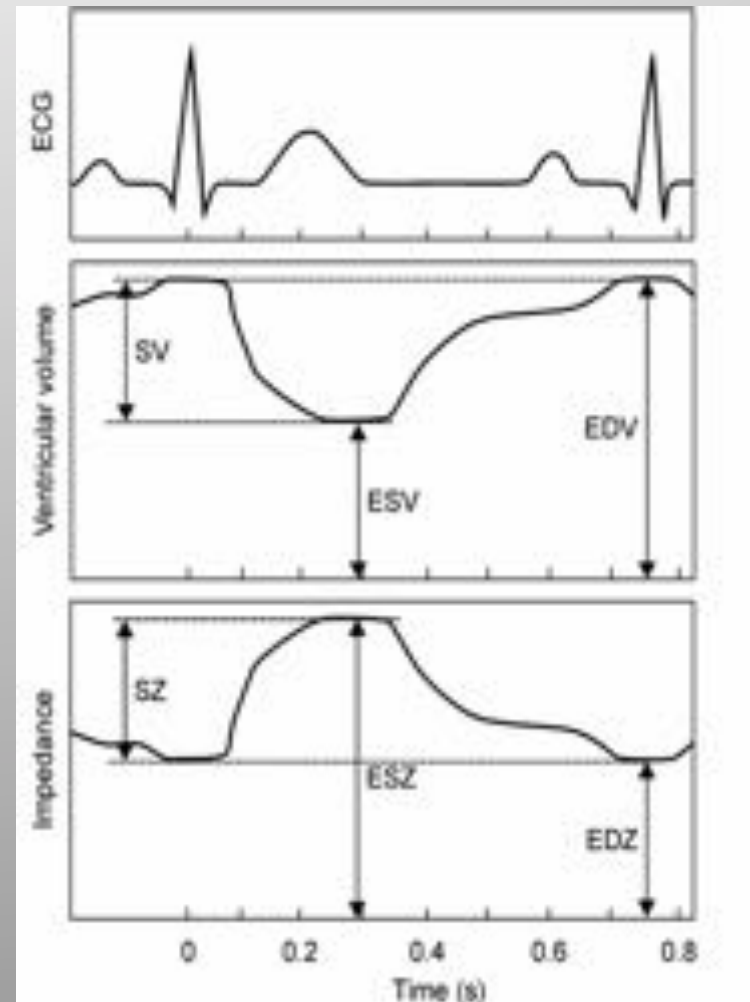 ECG
Ventricular volume
SV
EDV
ESV
Impedance
SZ
ESZ
EDZ
0 0.2 0.4 0.6 0.8
Time (s)